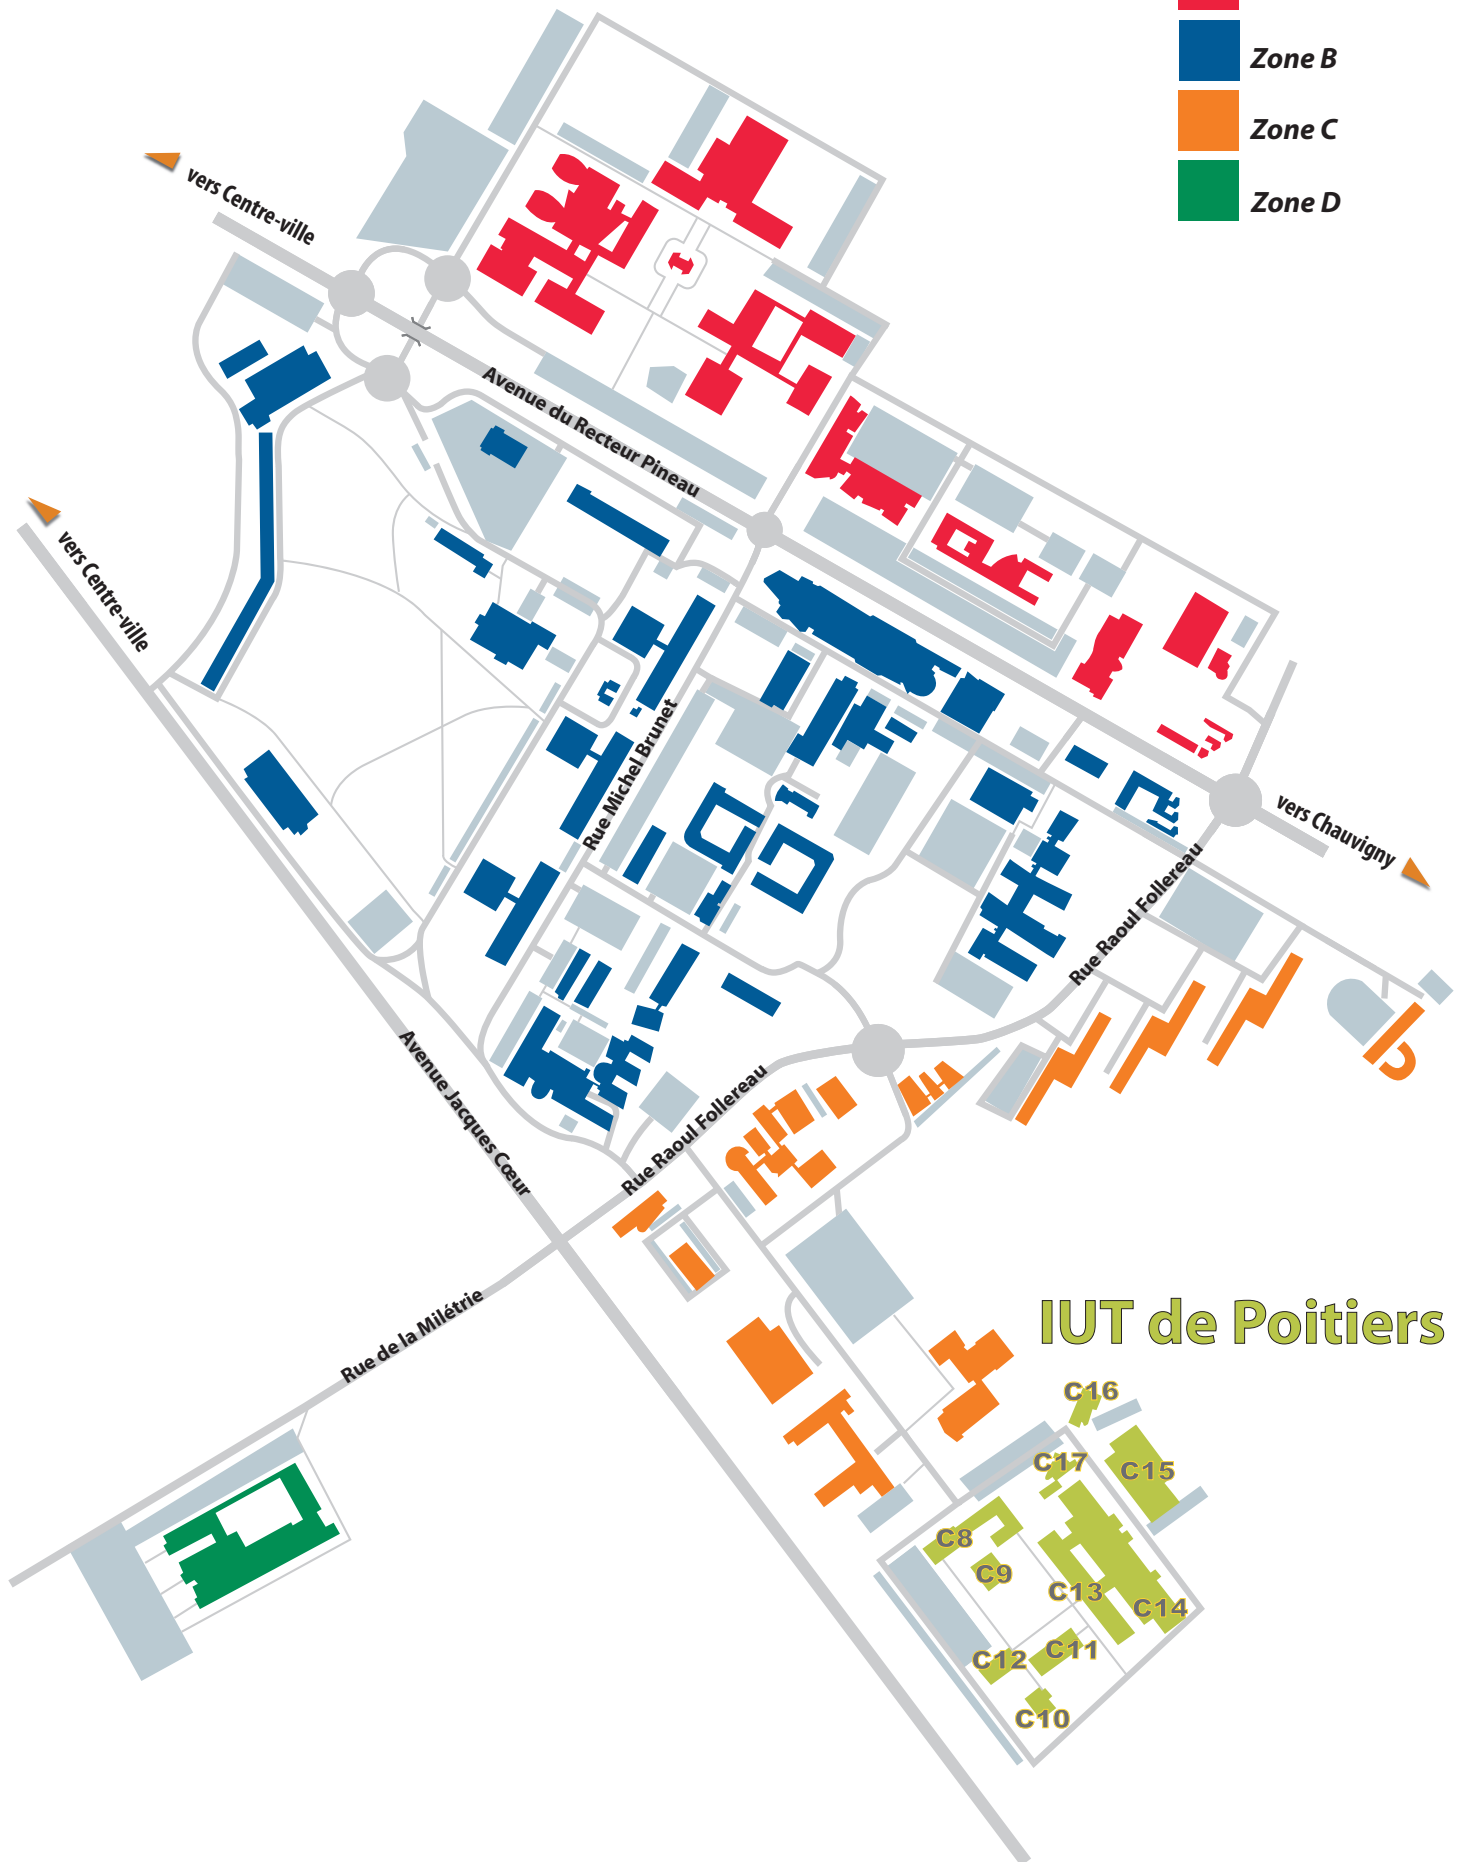 Zone B
Zone C
Zone D
vers Centre-ville
Avenue du Recteur Pineau
vers Centre-ville
Rue Michel Brunet
vers Chauvigny
Rue Raoul Follereau
Avenue Jacques Cœur
Rue Raoul Follereau
Rue de la Milétrie
IUT de Poitiers
C16
C17
C15
C8
C9
C13
C14
C11
C12
C10